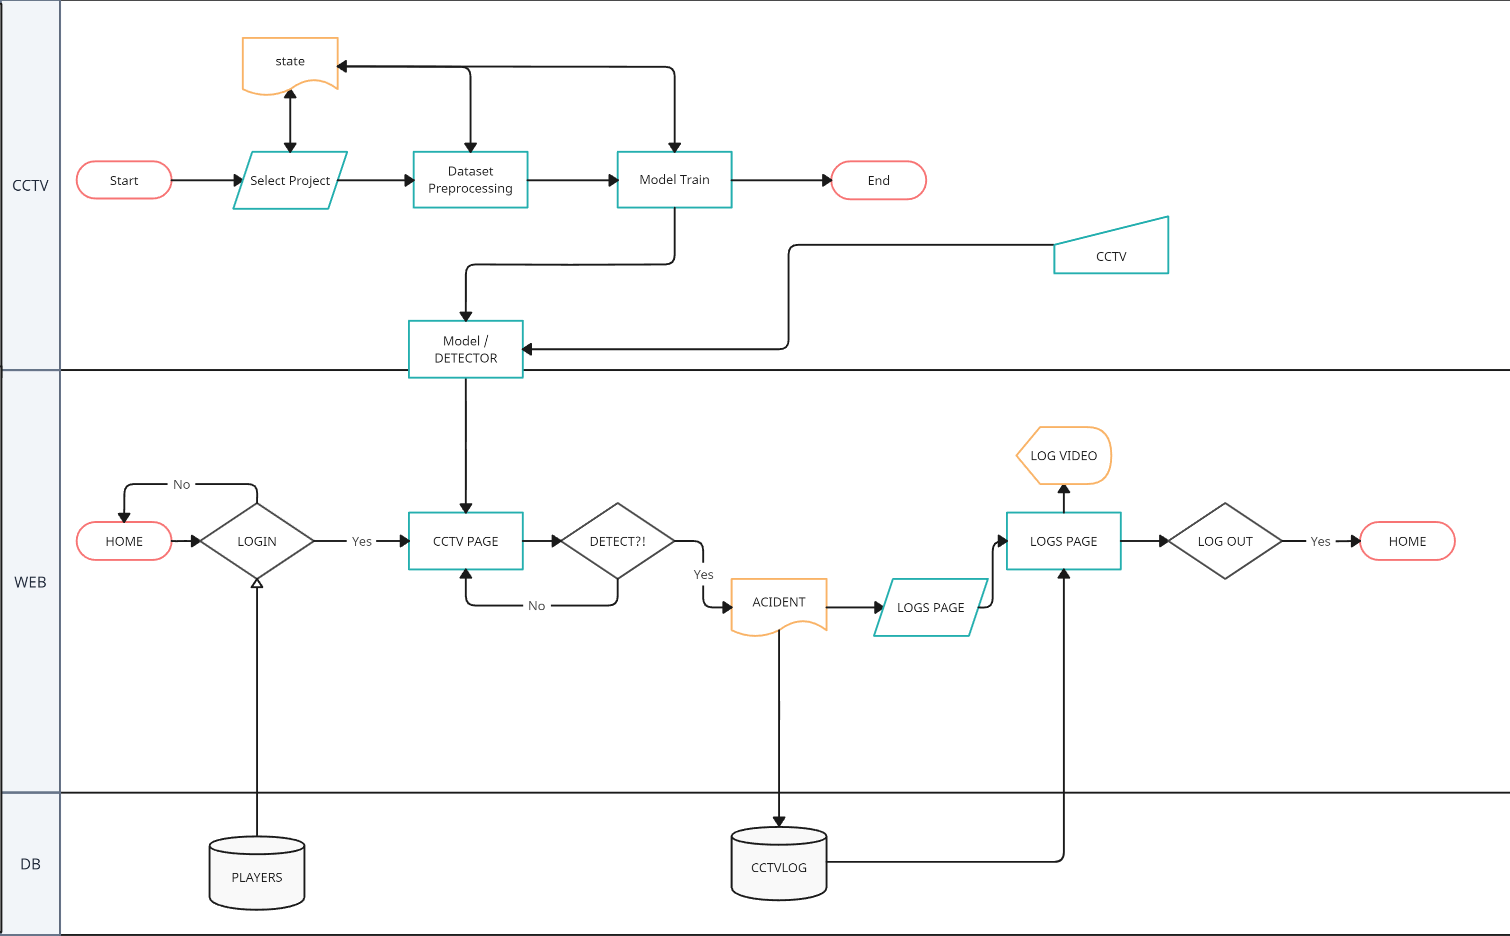 state
CCTV
Start
Select Project
Dataset
Preprocessing
Model Train
End
CCTV
Model /
DETECTOR
WEB
LOG VIDEO
No
HOME
LOGIN
Yes
CCTV PAGE
DETECT?!
LOGS PAGE
LOG OUT
Yes
HOME
Yes
No
ACIDENT
LOGS PAGE
DB
PLAYERS
CCTVLOG